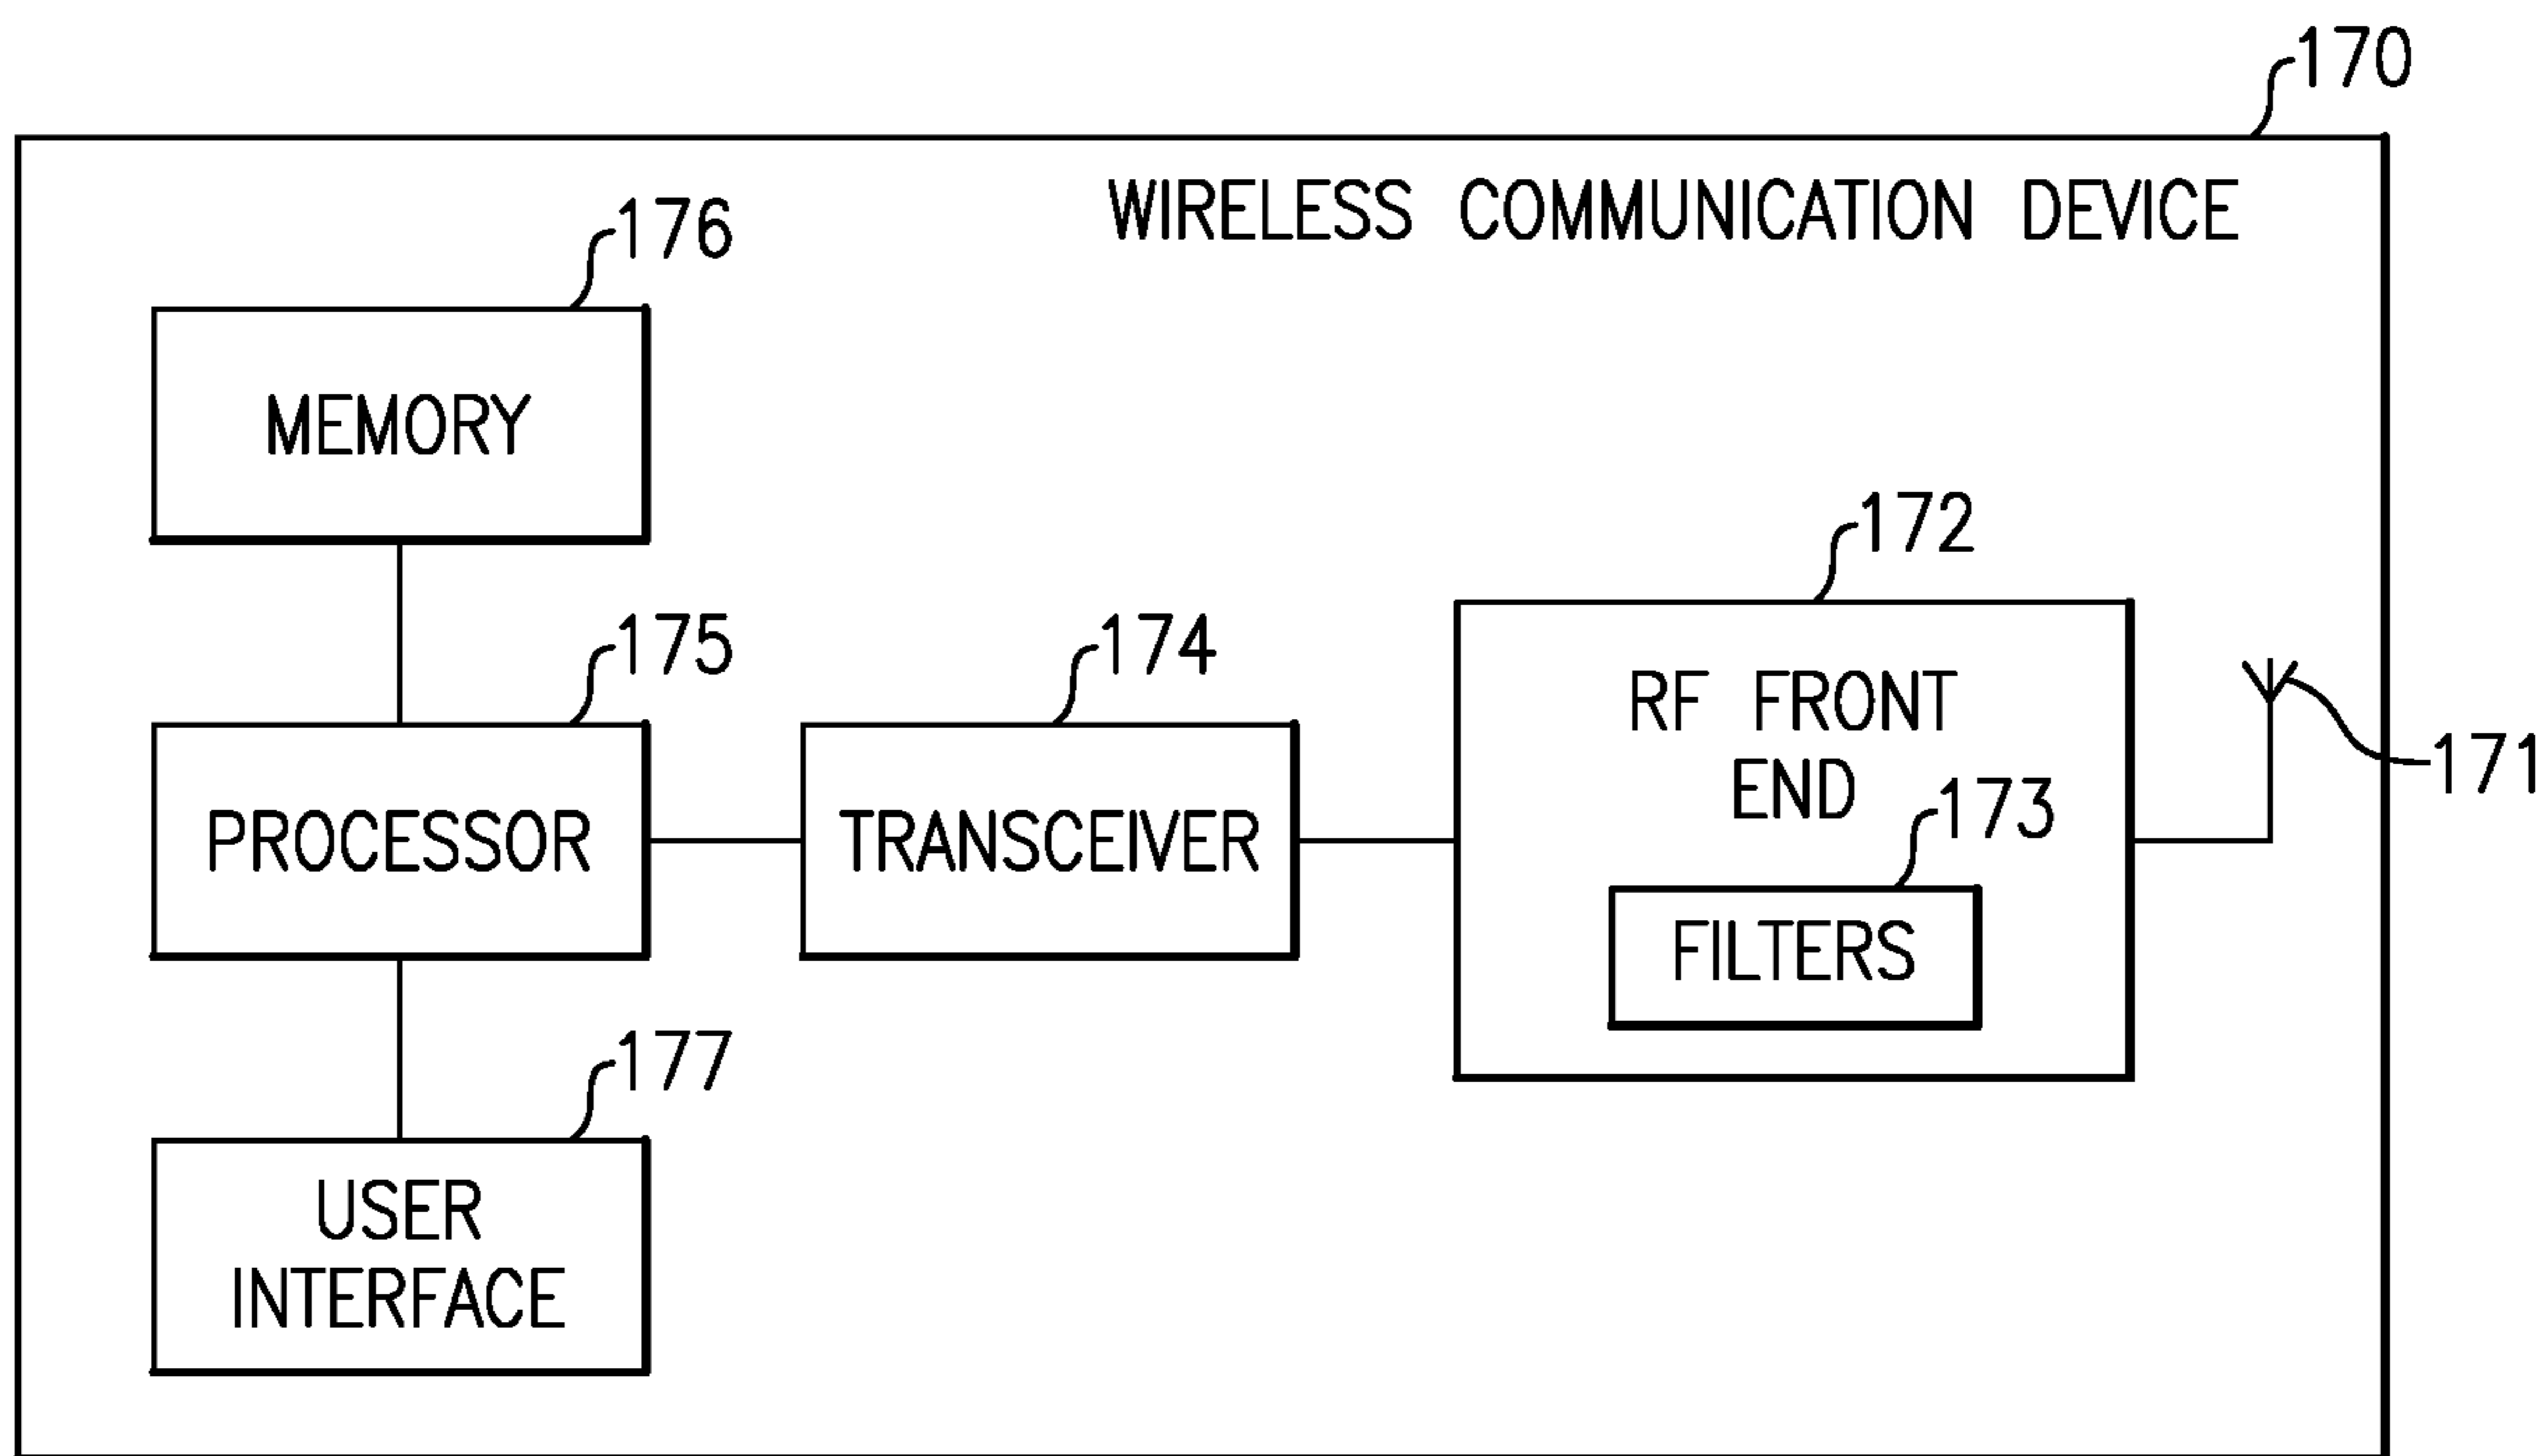 170
WIRELESS COMMUNICATION DEVICE
176
MEMORY
172
175
174
RF FRONT
END
171
173
PROCESSOR
TRANSCEIVER
FILTERS
177
USER
INTERFACE